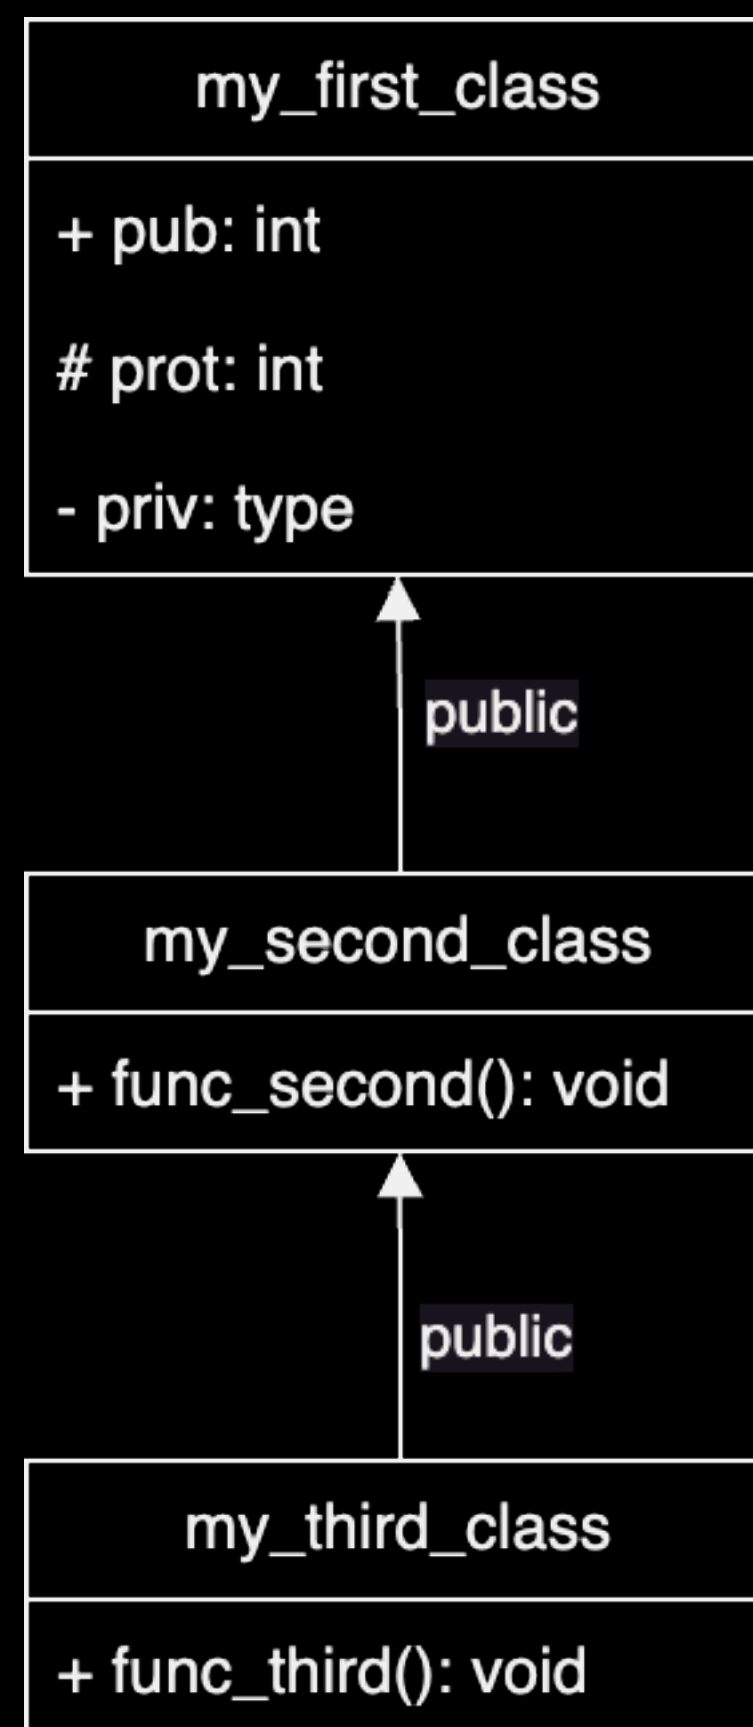 my_first_class
+ pub: int
# prot: int
- priv: type
public
my_second_class
+ func_second(): void
public
my_third_class
+ func_third(): void